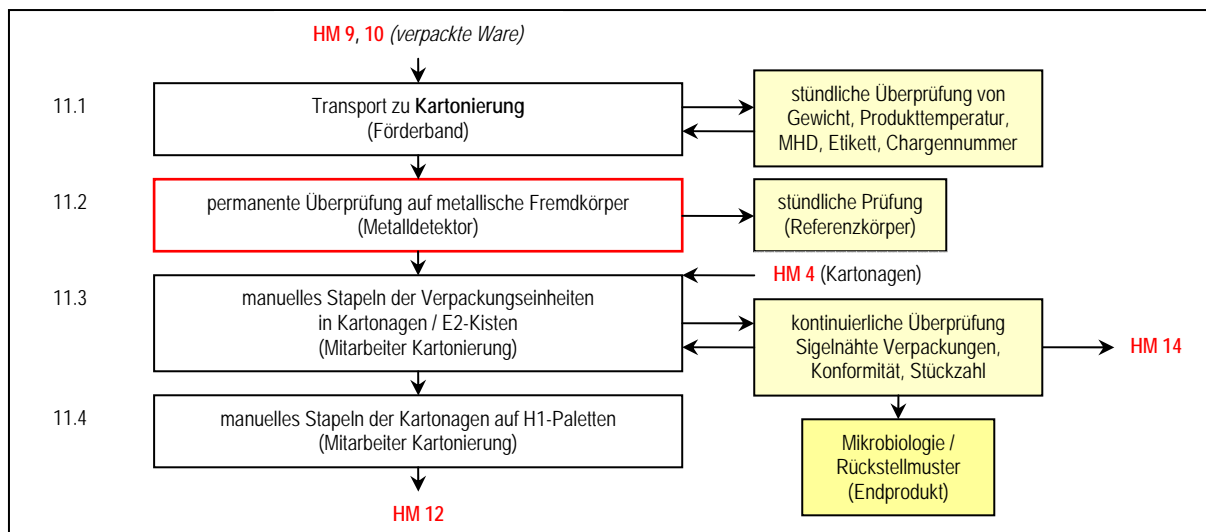 HM 9, 10 (verpackte Ware)
11.1
Transport zu Kartonierung
(Förderband)
stündliche Überprüfung von
Gewicht, Produkttemperatur,
MHD, Etikett, Chargennummer
11.2
permanente Überprüfung auf metallische Fremdkörper
(Metalldetektor)
stündliche Prüfung
(Referenzkörper)
HM 4 (Kartonagen)
11.3
manuelles Stapeln der Verpackungseinheiten
in Kartonagen / E2-Kisten
(Mitarbeiter Kartonierung)
kontinuierliche Überprüfung
Sigelnähte Verpackungen,
Konformität, Stückzahl
HM 14
11.4
manuelles Stapeln der Kartonagen auf H1-Paletten
(Mitarbeiter Kartonierung)
Mikrobiologie /
Rückstellmuster
(Endprodukt)
HM 12